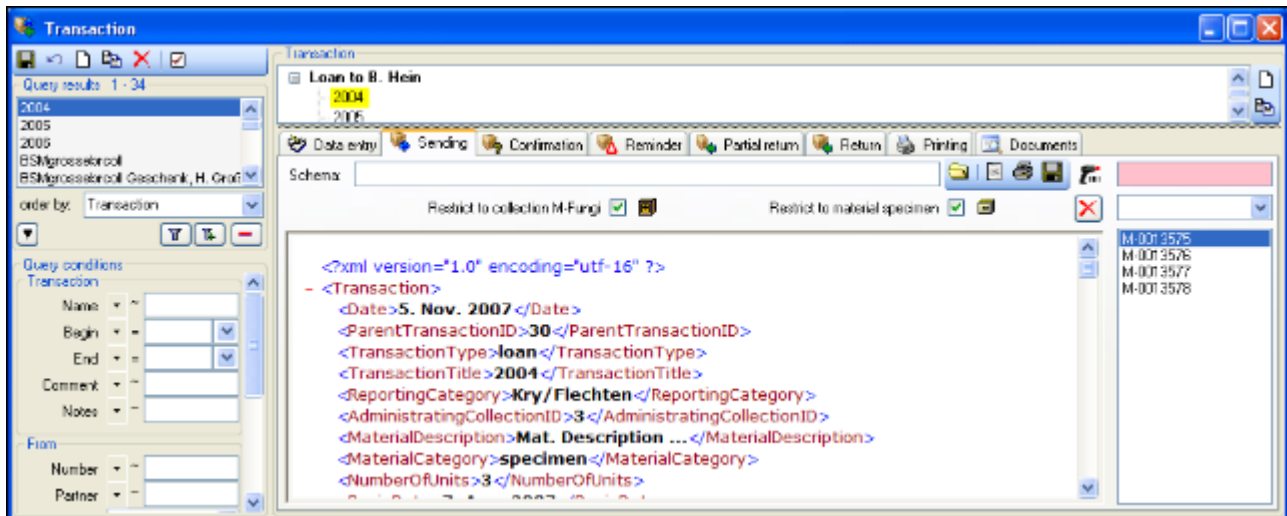 Transaction
Query results 1 - 34
2004
2005
2006
BSMgrossekrcoll
BSMgrossekrcoll Geschenk, H. Groß
order by: Transaction
Query conditions
Transaction
Name ~
Begin =
End =
Comment ~
Notes ~
From
Number ~
Partner ~
Transaction
Loan to B. Hein
2004
2005
Data entry Sending Confirmation Reminder Partial return Return Printing Documents
Schema:
Restrict to collection M-Fungi Restrict to material specimen
<?xml version="1.0" encoding="utf-16" ?>
- <Transaction>
<Date>5. Nov. 2007</Date>
<ParentTransactionID>30</ParentTransactionID>
<TransactionType>loan</TransactionType>
<TransactionTitle>2004</TransactionTitle>
<ReportingCategory>Kry/Flechten</ReportingCategory>
<AdministratingCollectionID>3</AdministratingCollectionID>
<MaterialDescription>Mat. Description ...</MaterialDescription>
<MaterialCategory>specimen</MaterialCategory>
<NumberOfUnits>3</NumberOfUnits>
M-0013575
M-0013576
M-0013577
M-0013578